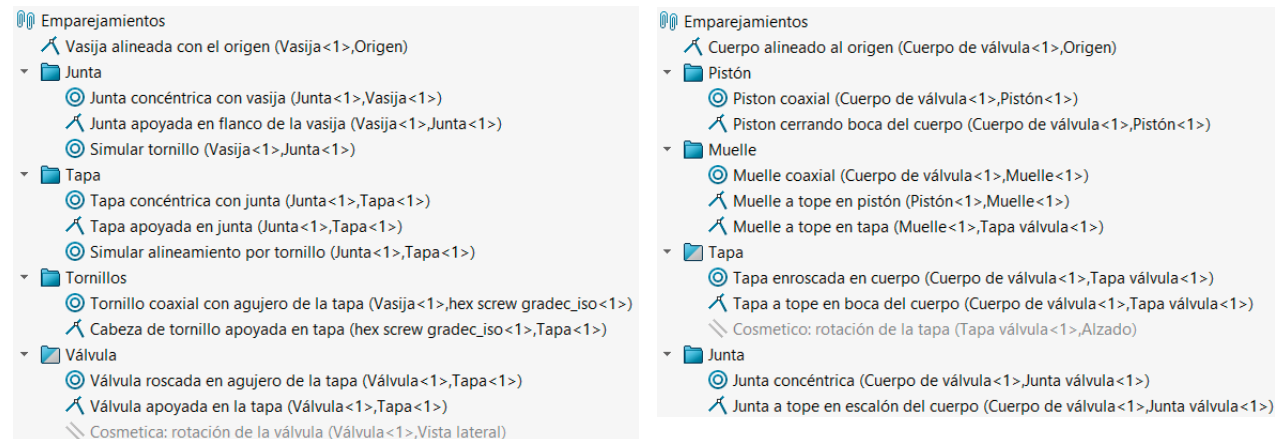 Emparejamientos
Vasija alineada con el origen (Vasija<1>,Origen)
Junta
Junta concéntrica con vasija (Junta<1>,Vasija<1>)
Junta apoyada en flanco de la vasija (Vasija<1>,Junta<1>)
Simular tornillo (Vasija<1>,Junta<1>)
Tapa
Tapa concéntrica con junta (Junta<1>,Tapa<1>)
Tapa apoyada en junta (Junta<1>,Tapa<1>)
Simular alineamiento por tornillo (Junta<1>,Tapa<1>)
Tornillos
Tornillo coaxial con agujero de la tapa (Vasija<1>,hex screw gradec_iso<1>)
Cabeza de tornillo apoyada en tapa (hex screw gradec_iso<1>,Tapa<1>)
Válvula
Válvula roscada en agujero de la tapa (Válvula<1>,Tapa<1>)
Válvula apoyada en la tapa (Válvula<1>,Tapa<1>)
Cosmetica: rotación de la válvula (Válvula<1>,Vista lateral)
Emparejamientos
Cuerpo alineado al origen (Cuerpo de válvula<1>,Origen)
Pistón
Piston coaxial (Cuerpo de válvula<1>,Pistón<1>)
Piston cerrando boca del cuerpo (Cuerpo de válvula<1>,Pistón<1>)
Muelle
Muelle coaxial (Cuerpo de válvula<1>,Muelle<1>)
Muelle a tope en pistón (Pistón<1>,Muelle<1>)
Muelle a tope en tapa (Muelle<1>,Tapa válvula<1>)
Tapa
Tapa enroscada en cuerpo (Cuerpo de válvula<1>,Tapa válvula<1>)
Tapa a tope en boca del cuerpo (Cuerpo de válvula<1>,Tapa válvula<1>)
Cosmetico: rotación de la tapa (Tapa válvula<1>,Alzado)
Junta
Junta concéntrica (Cuerpo de válvula<1>,Junta válvula<1>)
Junta a tope en escalón del cuerpo (Cuerpo de válvula<1>,Junta válvula<1>)